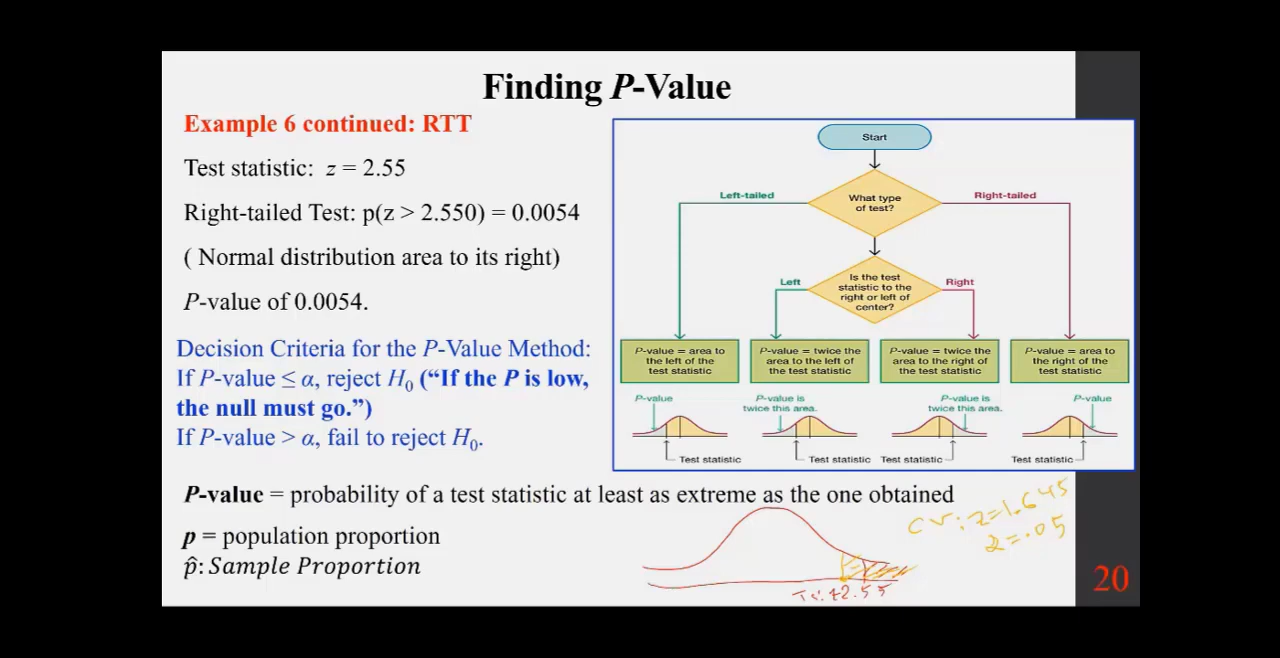 Finding P-Value
Example 6 continued: RTT
Test statistic: z = 2.55
Right-tailed Test: p(z > 2.550) = 0.0054
( Normal distribution area to its right)
P-value of 0.0054.
Decision Criteria for the P-Value Method:
If P-value ≤ α, reject H₀ (“If the P is low,
the null must go.”)
If P-value > α, fail to reject H₀.
Start
What type
of test?
Left-tailed
Right-tailed
Is the test
statistic to the
right or left of
center?
Left
Right
P-value = area to
the left of the
test statistic
P-value = twice the
area to the left of
the test statistic
P-value = twice the
area to the right of
the test statistic
P-value = area to
the right of the
test statistic
P-value
P-value is
twice this area.
P-value is
twice this area.
P-value
Test statistic
Test statistic
Test statistic
Test statistic
P-value = probability of a test statistic at least as extreme as the one obtained
p = population proportion
p̂: Sample Proportion
CV: z=1.645
α=.05
TS: z2.55
20